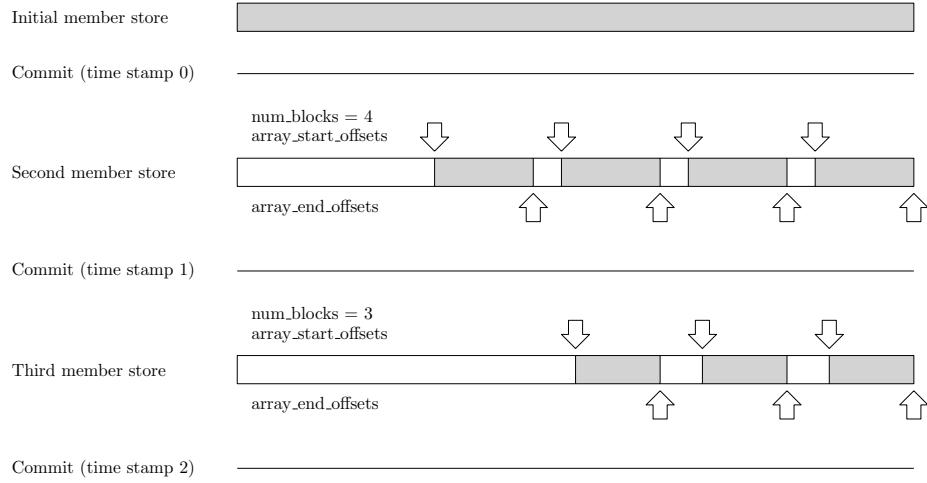 Initial member store
Commit (time stamp 0)
num_blocks = 4
array_start_offsets
Second member store
array_end_offsets
Commit (time stamp 1)
num_blocks = 3
array_start_offsets
Third member store
array_end_offsets
Commit (time stamp 2)